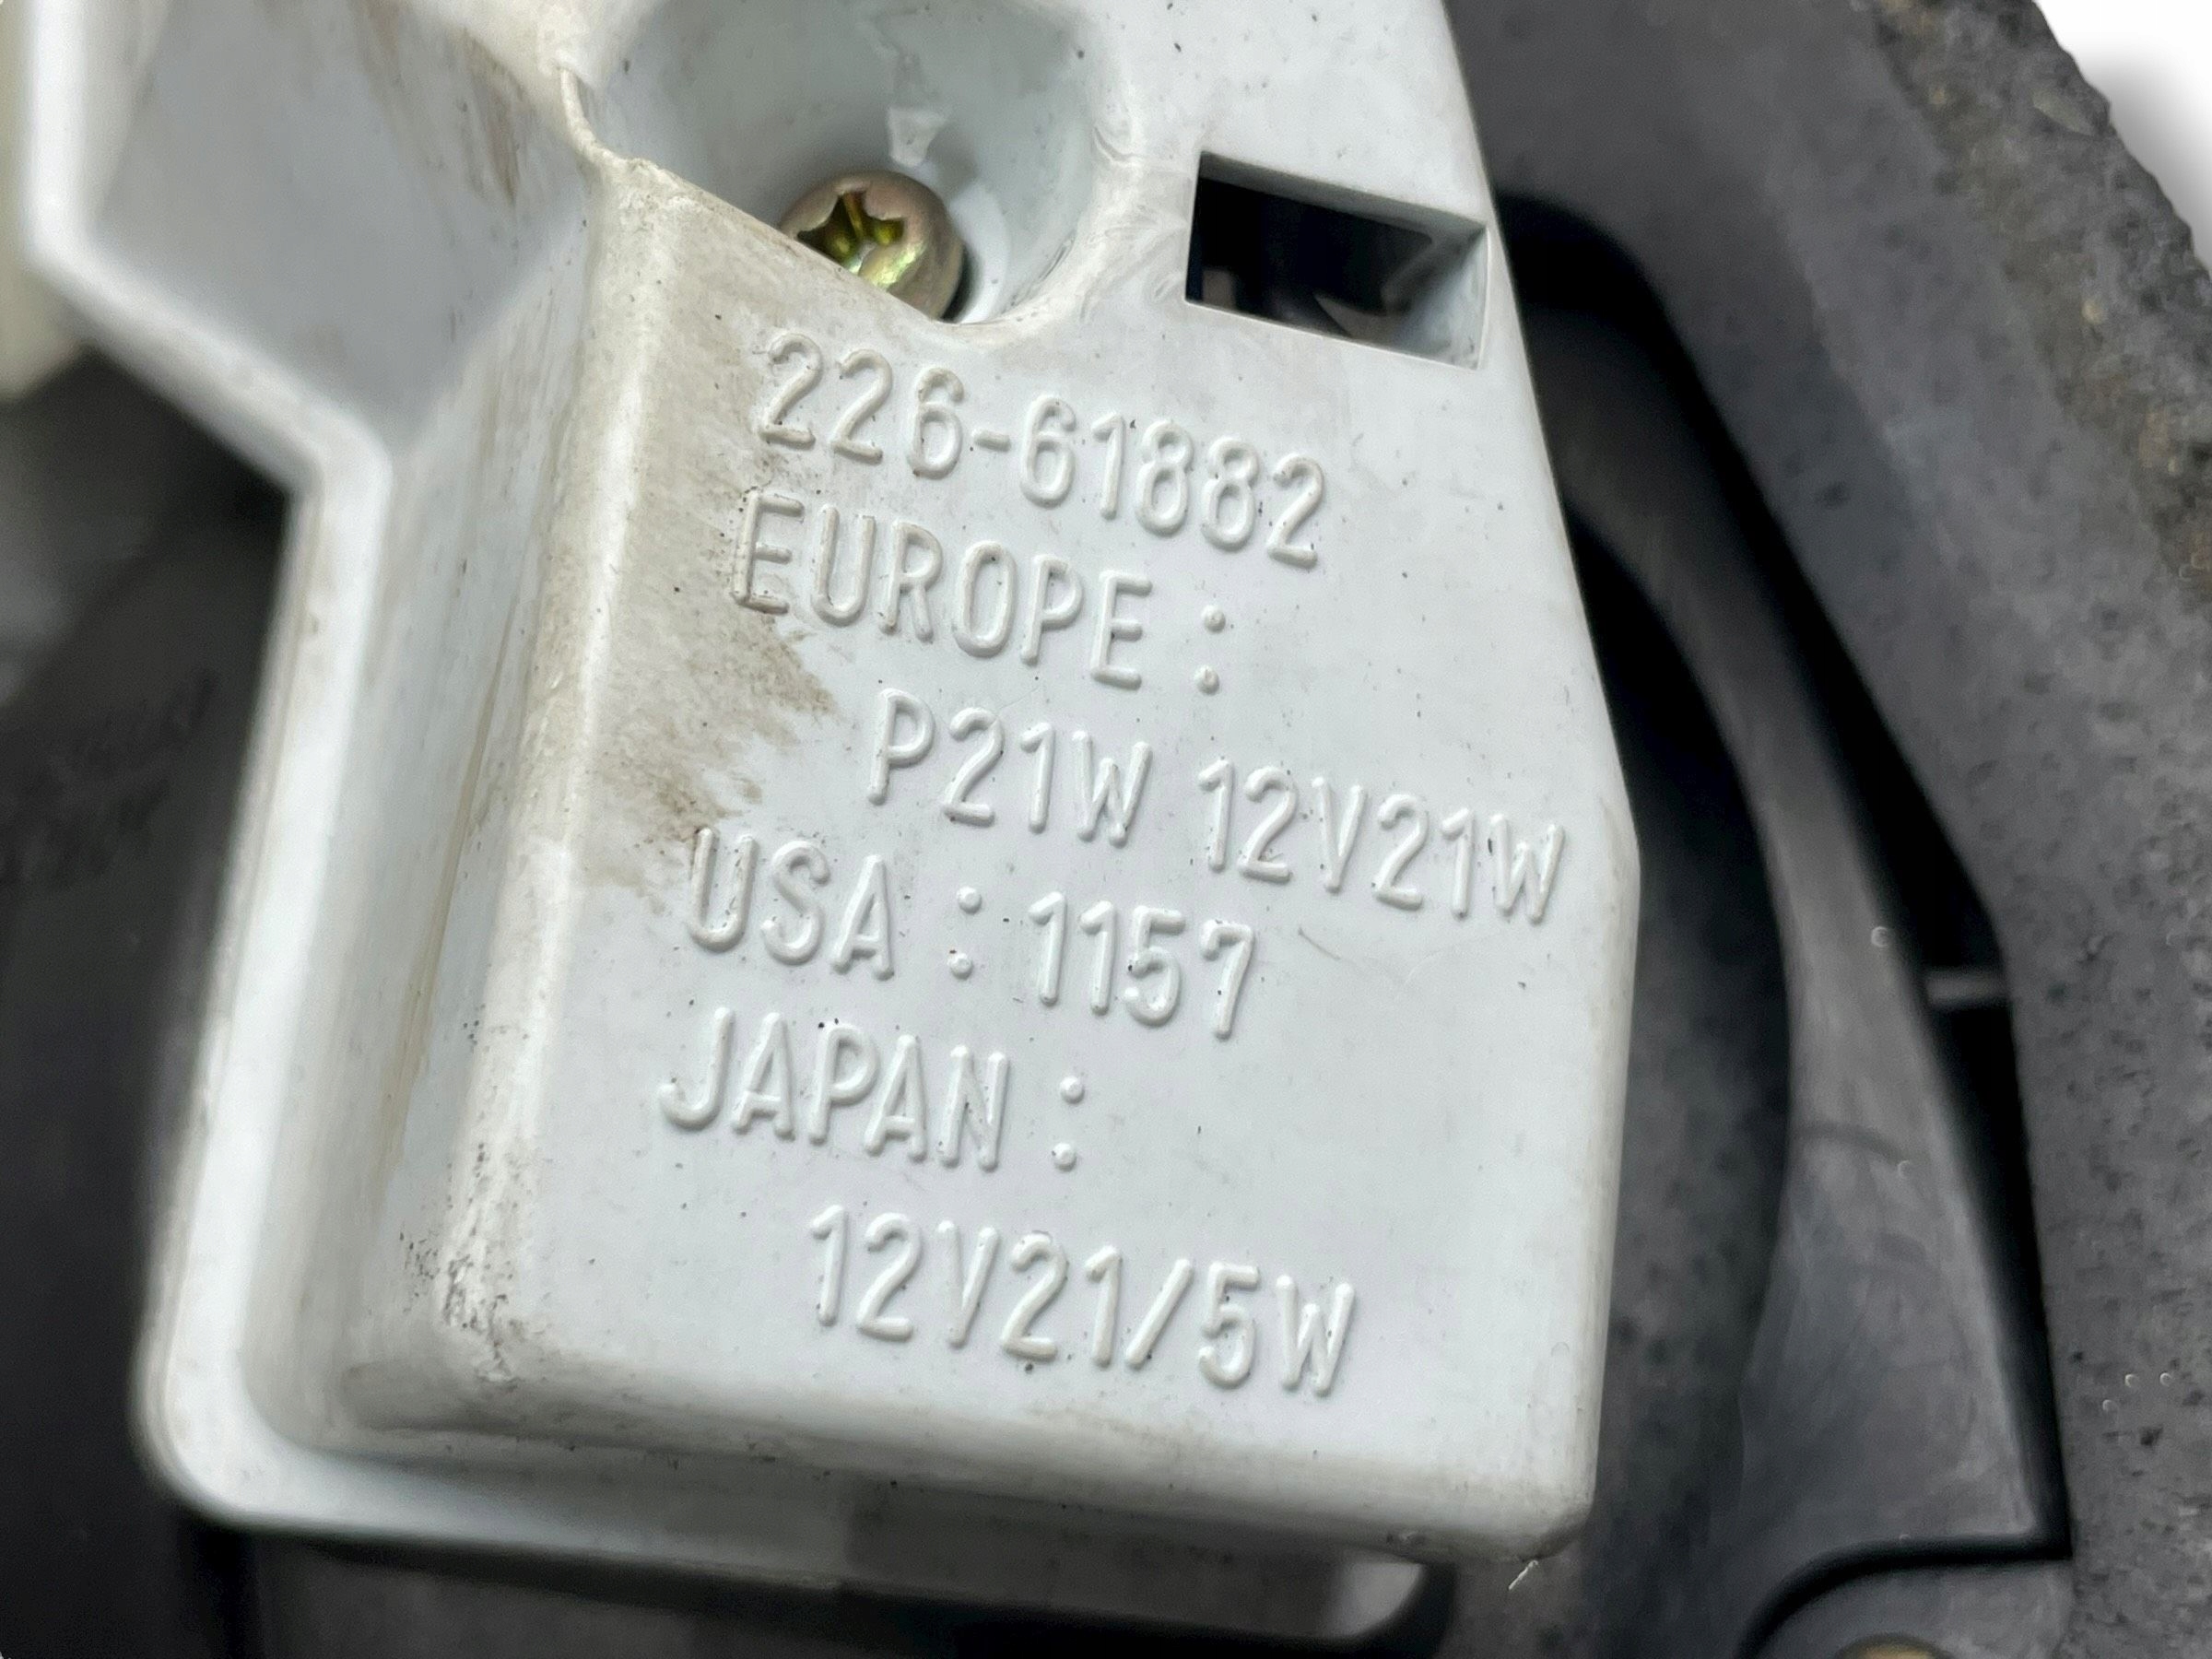 226-61882
EUROPE :
P21W 12V21W
USA : 1157
JAPAN :
12V21/5W